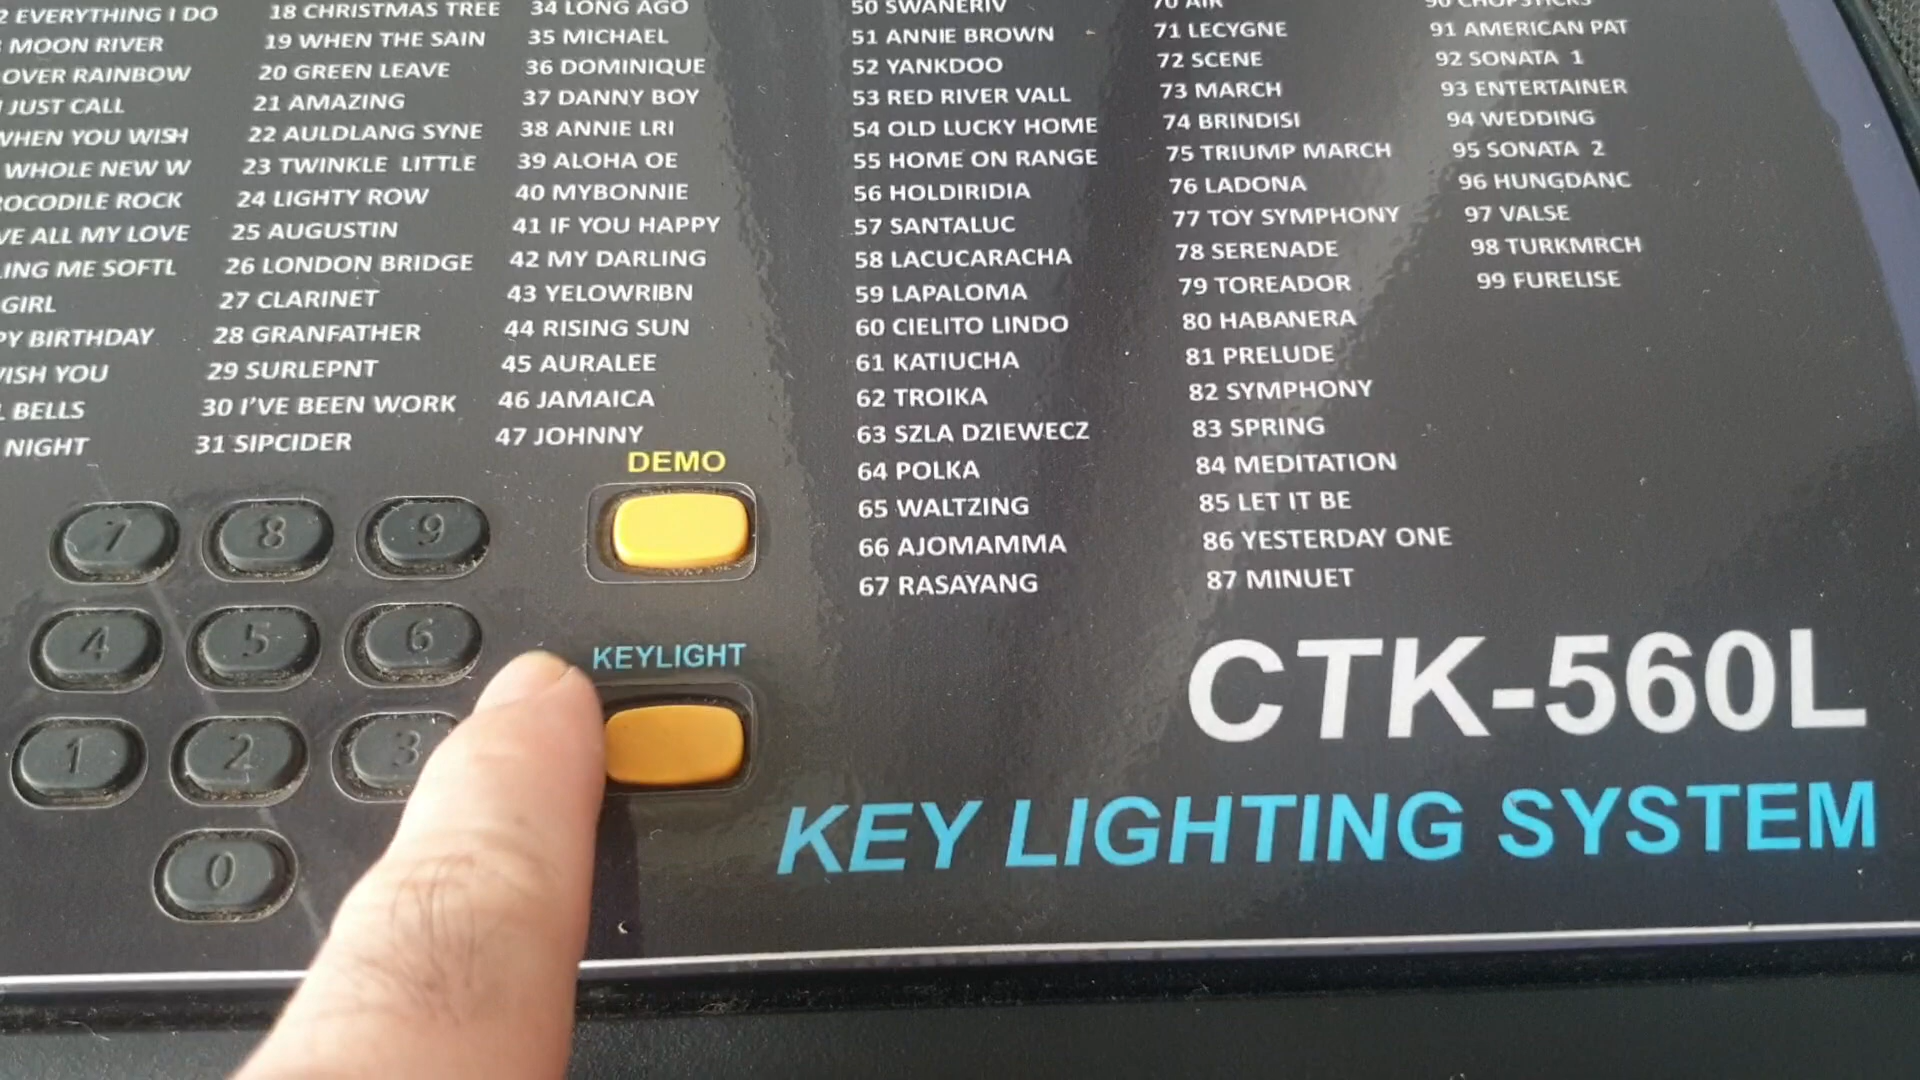 2 EVERYTHING I DO
MOON RIVER
OVER RAINBOW
JUST CALL
WHEN YOU WISH
WHOLE NEW W
ROCODILE ROCK
VE ALL MY LOVE
LING ME SOFTL
GIRL
PY BIRTHDAY
ISH YOU
L BELLS
NIGHT
18 CHRISTMAS TREE
19 WHEN THE SAIN
20 GREEN LEAVE
21 AMAZING
22 AULDLANG SYNE
23 TWINKLE LITTLE
24 LIGHTY ROW
25 AUGUSTIN
26 LONDON BRIDGE
27 CLARINET
28 GRANFATHER
29 SURLEPNT
30 I'VE BEEN WORK
31 SIPCIDER
34 LONG AGO
35 MICHAEL
36 DOMINIQUE
37 DANNY BOY
38 ANNIE LRI
39 ALOHA OE
40 MYBONNIE
41 IF YOU HAPPY
42 MY DARLING
43 YELOWRIBN
44 RISING SUN
45 AURALEE
46 JAMAICA
47 JOHNNY
50 SWANERIV
51 ANNIE BROWN
52 YANKDOO
53 RED RIVER VALL
54 OLD LUCKY HOME
55 HOME ON RANGE
56 HOLDIRIDIA
57 SANTALUC
58 LACUCARACHA
59 LAPALOMA
60 CIELITO LINDO
61 KATIUCHA
62 TROIKA
63 SZLA DZIEWECZ
64 POLKA
65 WALTZING
66 AJOMAMMA
67 RASAYANG
70 AIR
71 LECYGNE
72 SCENE
73 MARCH
74 BRINDISI
75 TRIUMP MARCH
76 LADONA
77 TOY SYMPHONY
78 SERENADE
79 TOREADOR
80 HABANERA
81 PRELUDE
82 SYMPHONY
83 SPRING
84 MEDITATION
85 LET IT BE
86 YESTERDAY ONE
87 MINUET
90 CHOPSTICKS
91 AMERICAN PAT
92 SONATA 1
93 ENTERTAINER
94 WEDDING
95 SONATA 2
96 HUNGDANC
97 VALSE
98 TURKMRCH
99 FURELISE
DEMO
7 8 9
KEYLIGHT
4 5 6
1 2 3
0
CTK-560L
KEY LIGHTING SYSTEM